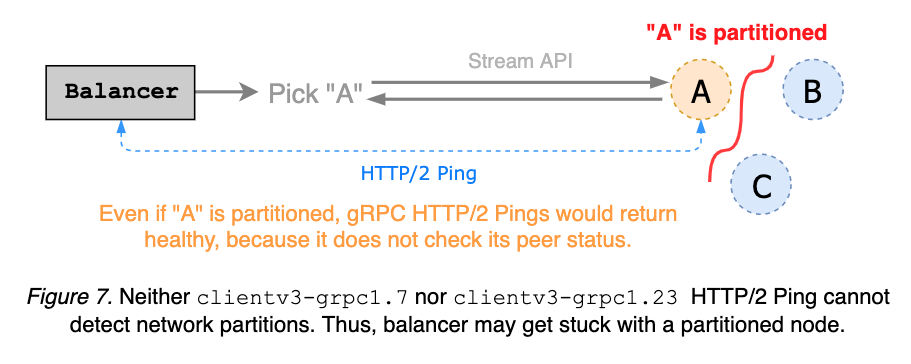 "A" is partitioned
Stream API
Balancer
Pick "A"
A
B
C
HTTP/2 Ping
Even if "A" is partitioned, gRPC HTTP/2 Pings would return
healthy, because it does not check its peer status.
Figure 7. Neither clientv3-grpc1.7 nor clientv3-grpc1.23 HTTP/2 Ping cannot
detect network partitions. Thus, balancer may get stuck with a partitioned node.